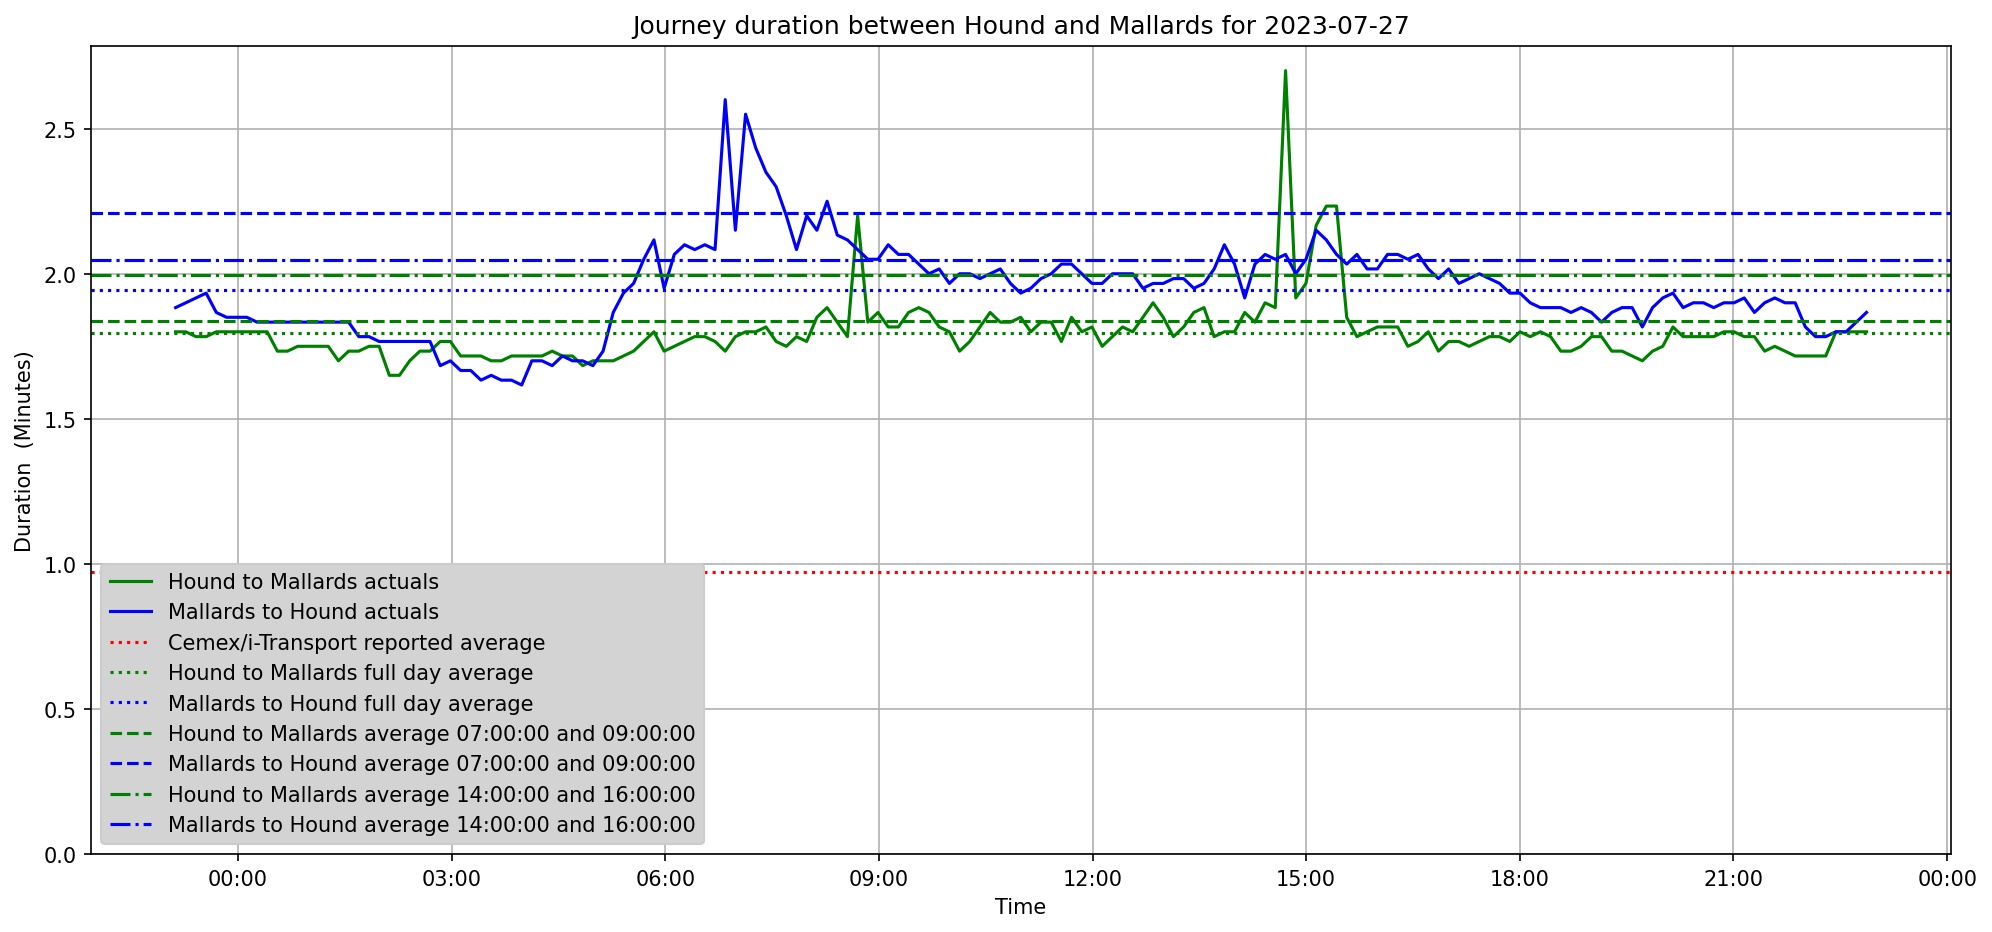 Journey duration between Hound and Mallards for 2023-07-27
Duration (Minutes)
2.5
2.0
1.5
1.0
0.5
0.0
Hound to Mallards actuals
Mallards to Hound actuals
Cemex/i-Transport reported average
Hound to Mallards full day average
Mallards to Hound full day average
Hound to Mallards average 07:00:00 and 09:00:00
Mallards to Hound average 07:00:00 and 09:00:00
Hound to Mallards average 14:00:00 and 16:00:00
Mallards to Hound average 14:00:00 and 16:00:00
00:00 03:00 06:00 09:00 12:00 15:00 18:00 21:00 00:00
Time